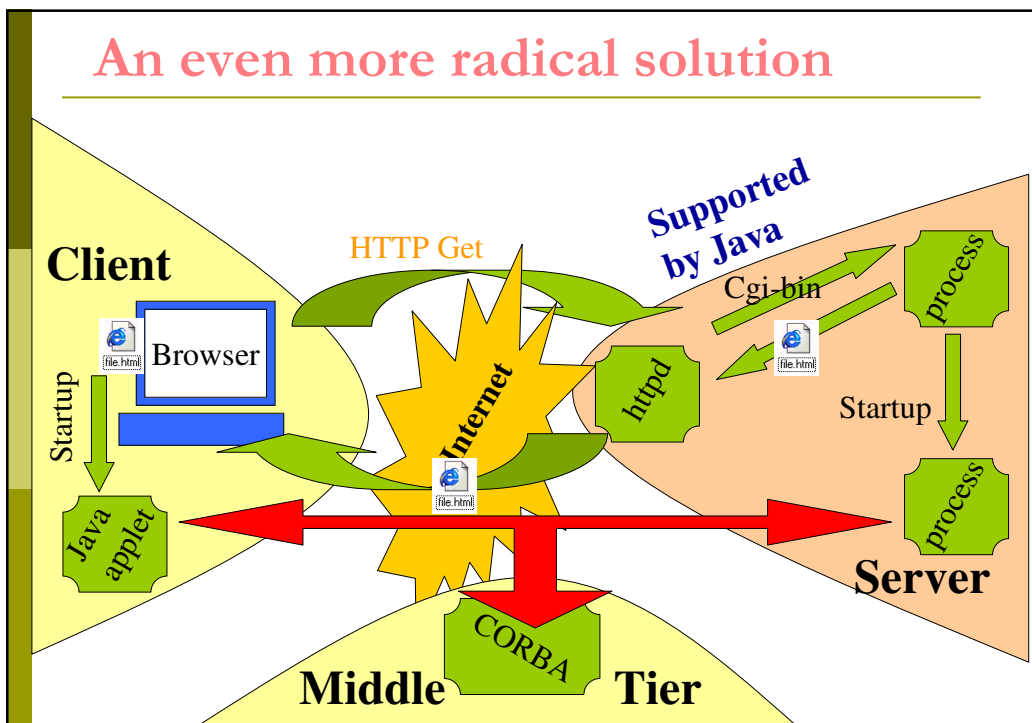 An even more radical solution
Supported
by Java
HTTP Get
Client
Cgi-bin
process
file.html
Browser
file.html
httpd
Internet
Startup
Startup
file.html
Java
applet
process
Server
CORBA
Middle Tier